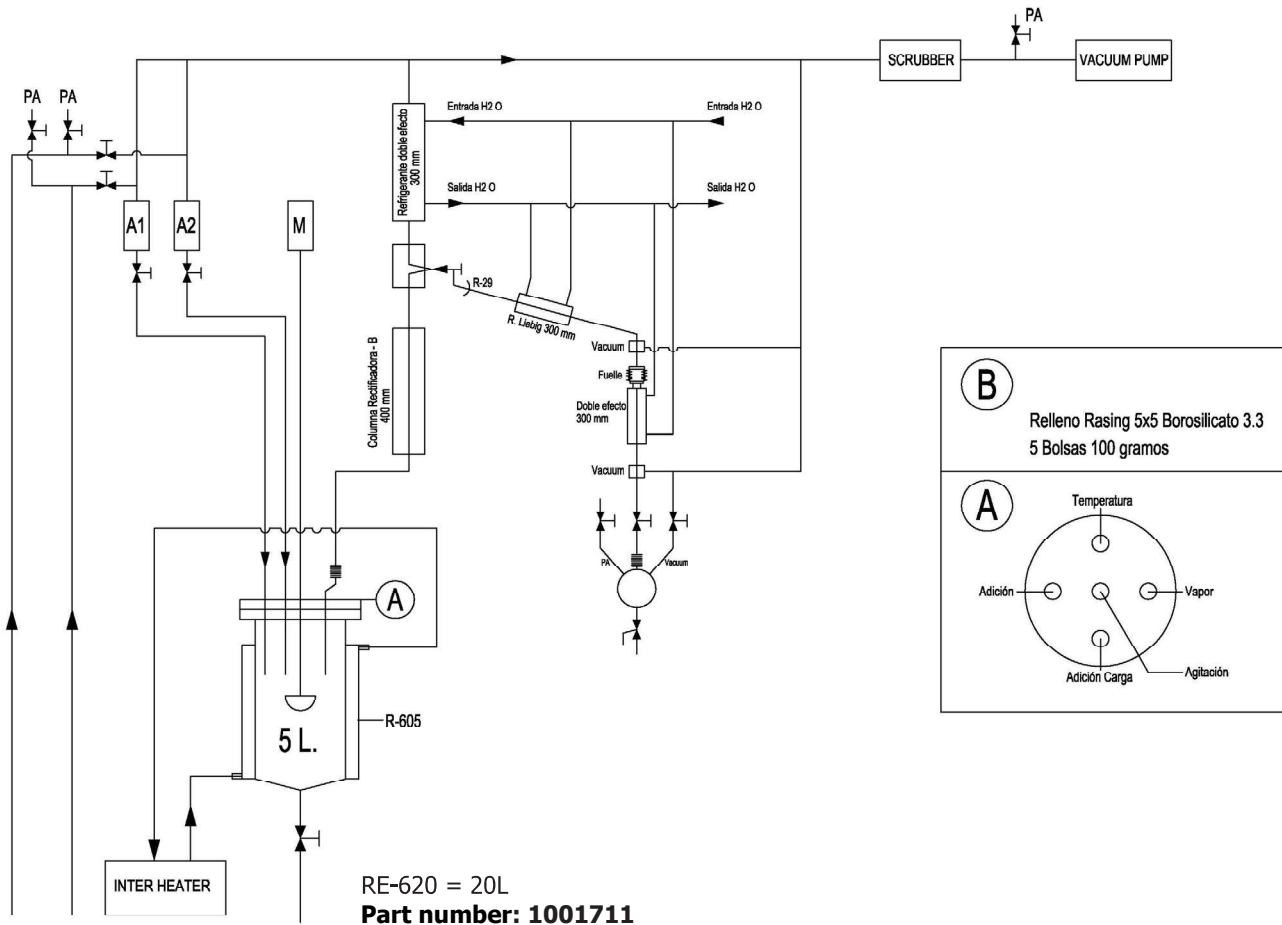 PA
SCRUBBER
VACUUM PUMP
PA
PA
Entrada H2 O
Entrada H2 O
Refrigerante doble efecto
300 mm
Salida H2 O
Salida H2 O
A1
A2
M
R-29
R. Liebig 300 mm
Columna Rectificadora - B
400 mm
Vacuum
Fuelle
Doble efecto
300 mm
Vacuum
PA
Vacuum
A
R-605
5 L.
INTER HEATER
B
Relleno Rasing 5x5 Borosilicato 3.3
5 Bolsas 100 gramos
A
Temperatura
Adición
Vapor
Adición Carga
Agitación
RE-620 = 20L
Part number: 1001711